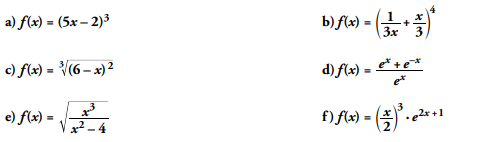 a) f(x) = (5x – 2)³ b) f(x) = (1/(3x) + x/3)⁴
c) f(x) = ∛((6 – x)²) d) f(x) = (eˣ + e⁻ˣ)/eˣ
e) f(x) = √(x³/(x² – 4)) f) f(x) = (x/2)³ · e²ˣ⁺¹